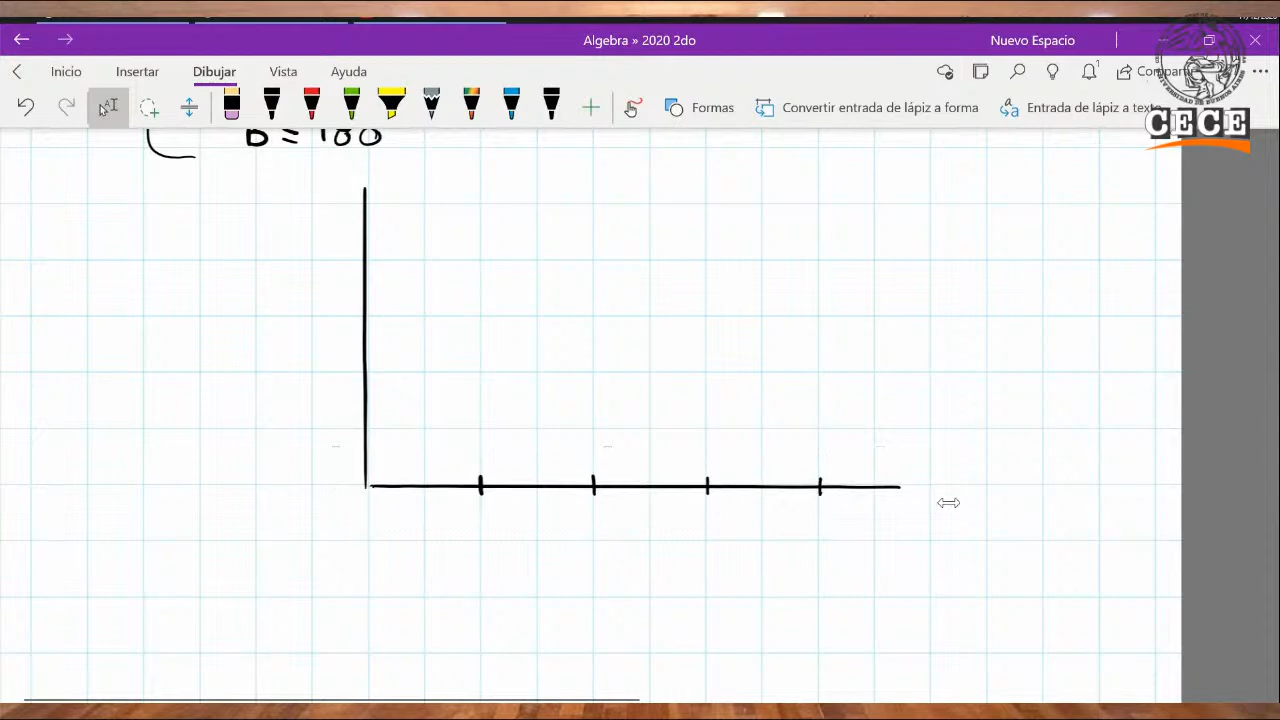 Algebra » 2020 2do
Nuevo Espacio
Inicio
Insertar
Dibujar
Vista
Ayuda
Formas
Convertir entrada de lápiz a forma
Entrada de lápiz a texto
CECE